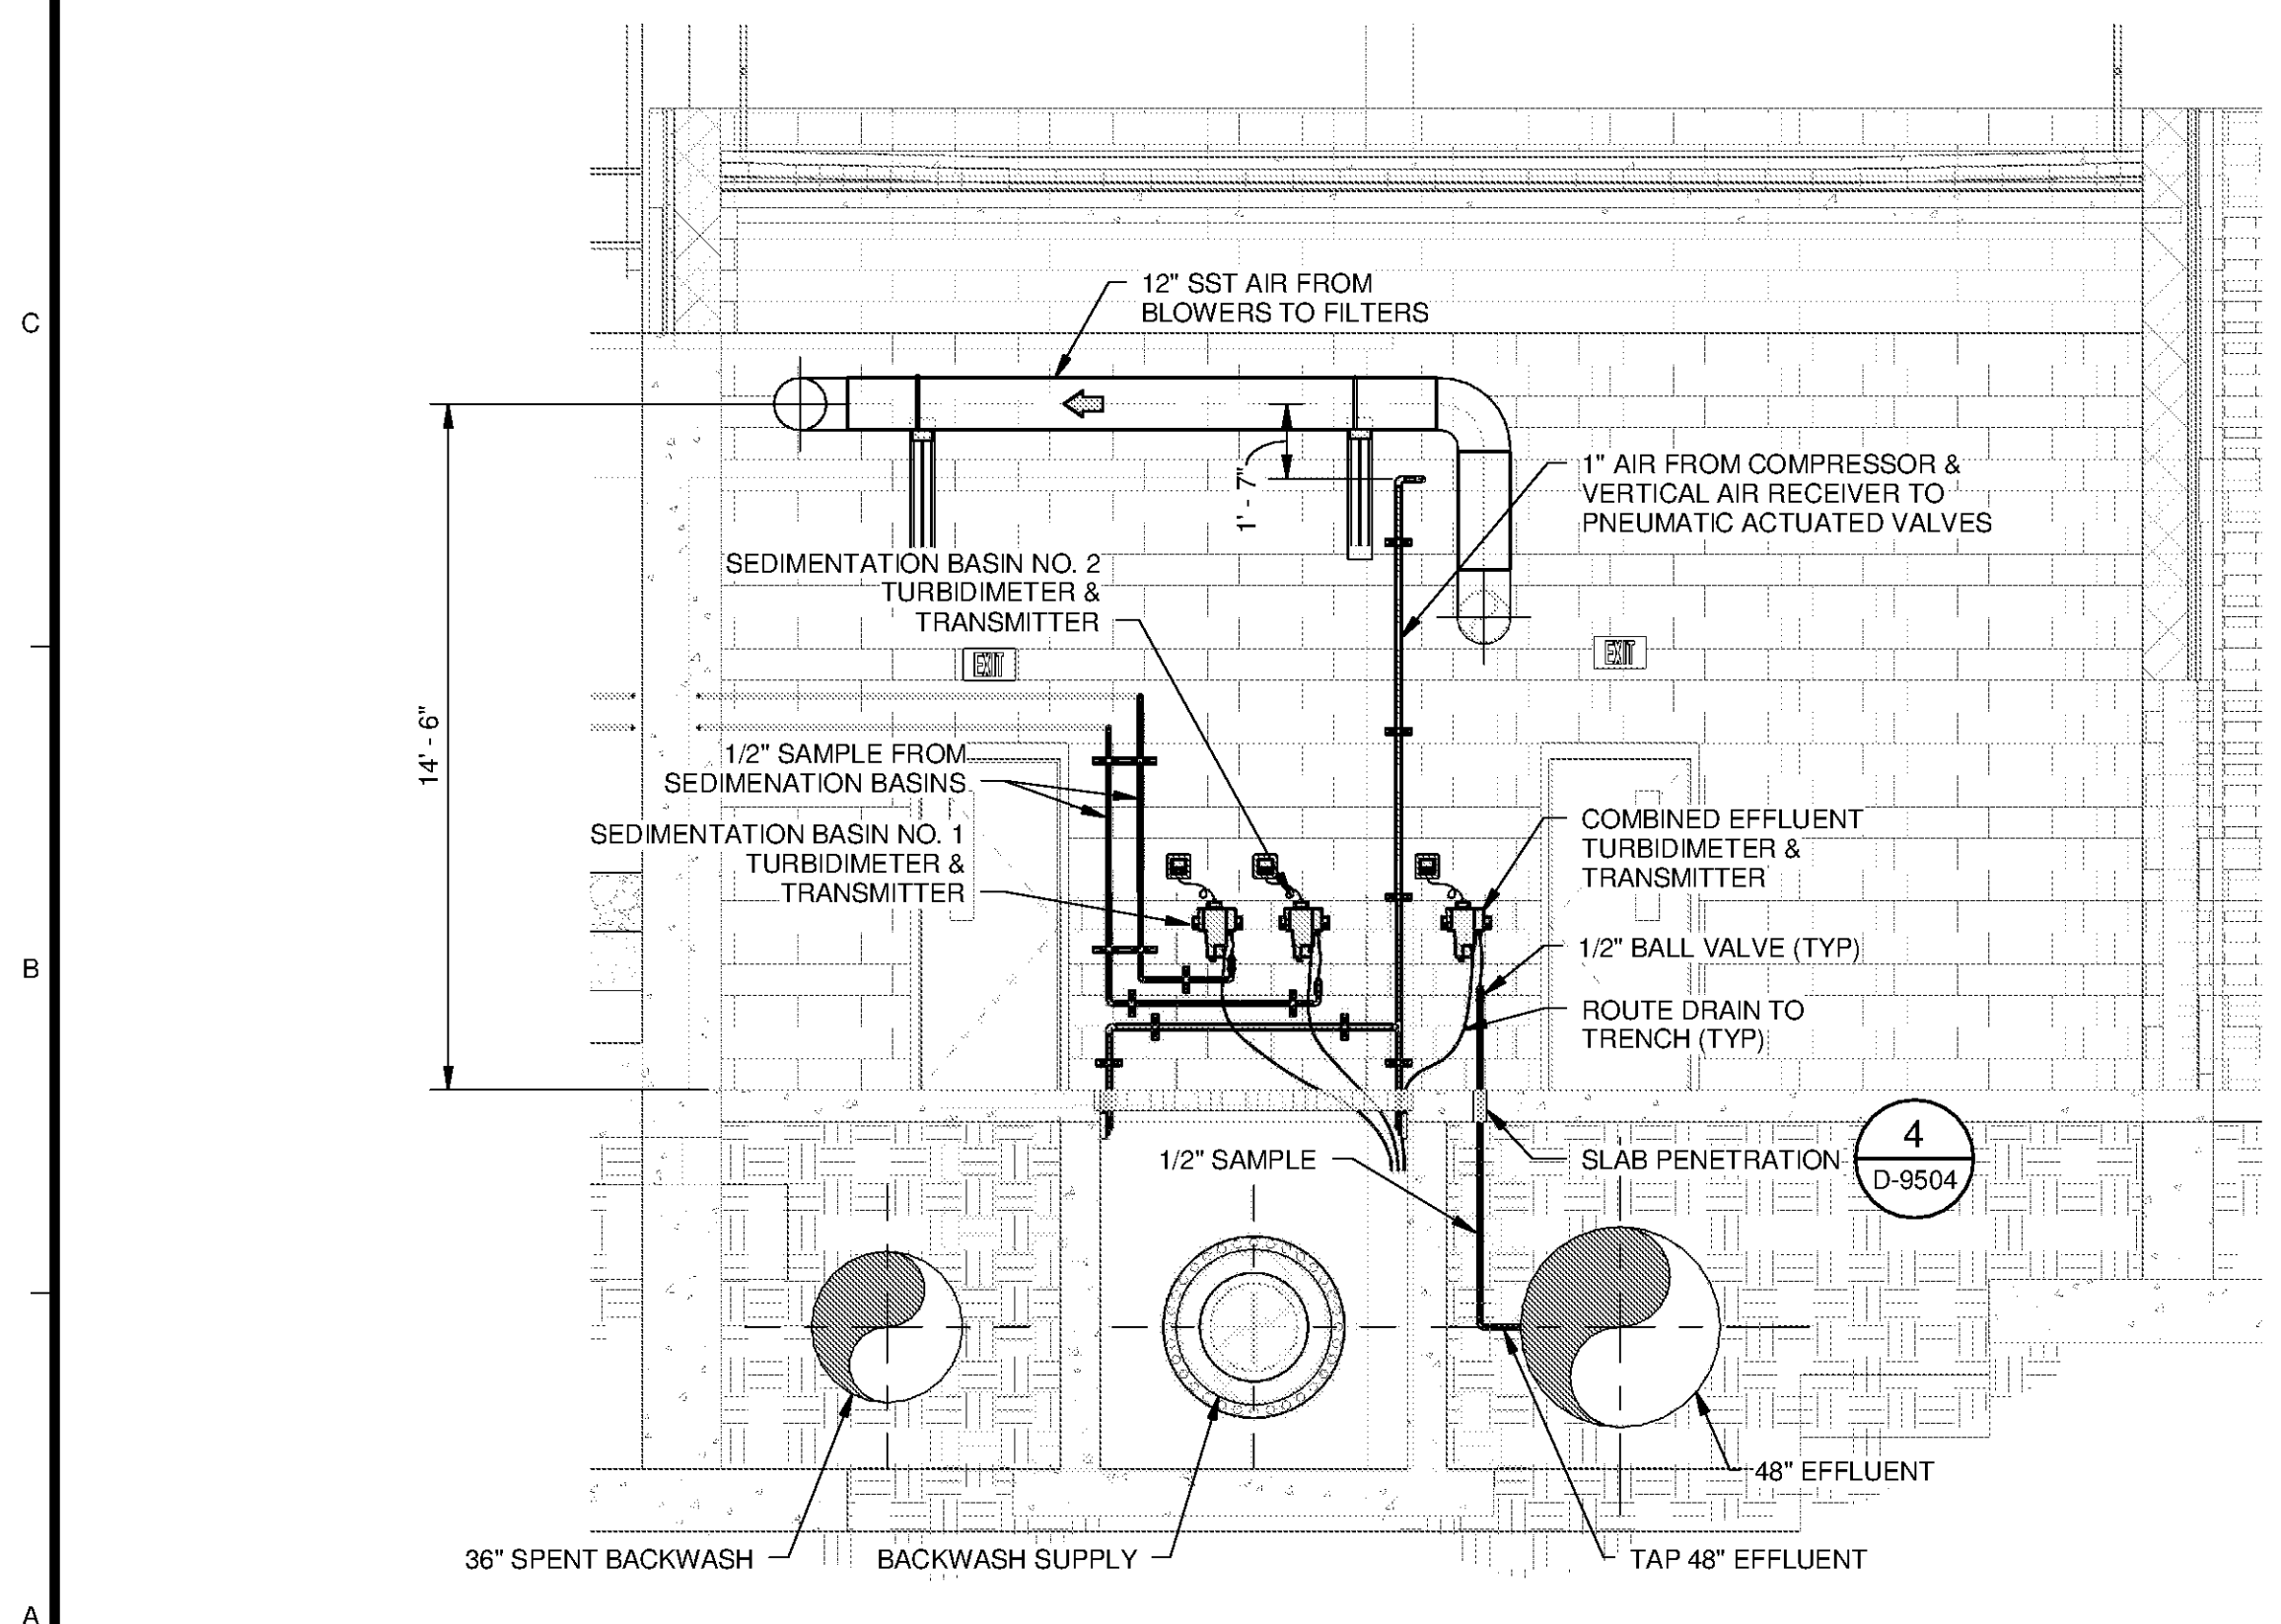 12" SST AIR FROM
BLOWERS TO FILTERS
C
1" AIR FROM COMPRESSOR &
VERTICAL AIR RECEIVER TO
PNEUMATIC ACTUATED VALVES
1' - 7"
SEDIMENTATION BASIN NO. 2
TURBIDIMETER &
TRANSMITTER
EXIT
EXIT
14' - 6"
1/2" SAMPLE FROM
SEDIMENATION BASINS
SEDIMENTATION BASIN NO. 1
TURBIDIMETER &
TRANSMITTER
COMBINED EFFLUENT
TURBIDIMETER &
TRANSMITTER
B
1/2" BALL VALVE (TYP)
ROUTE DRAIN TO
TRENCH (TYP)
1/2" SAMPLE
SLAB PENETRATION
4
D-9504
48" EFFLUENT
36" SPENT BACKWASH
BACKWASH SUPPLY
TAP 48" EFFLUENT
A